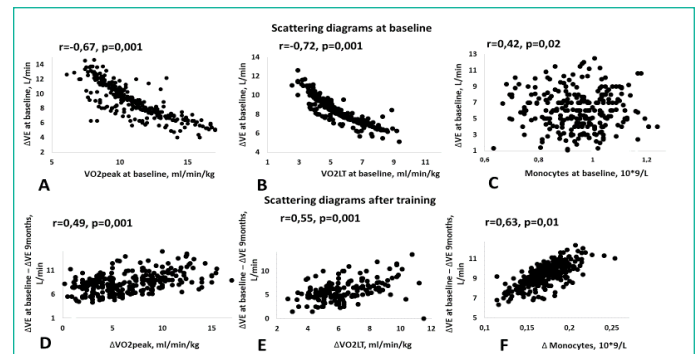 Scattering diagrams at baseline
r=-0,67, p=0,001
r=-0,72, p=0,001
r=0,42, p=0,02
ΔVE at baseline, L/min
14
12
10
8
6
4
2
5 10 15
VO2peak at baseline, ml/min/kg
A
ΔVE at baseline, L/min
14
12
10
8
6
4
1 3 5 7 9 11
VO2LT at baseline, ml/min/kg
B
ΔVE at baseline, L/min
13
11
9
7
5
3
1
0,6 0,8 1 1,2
Monocytes at baseline, 10*9/L
C
Scattering diagrams after training
r=0,49, p=0,001
r=0,55, p=0,001
r=0,63, p=0,01
ΔVE at baseline – ΔVE 9months,
L/min
11
6
1
0 5 10 15
ΔVO2peak, ml/min/kg
D
ΔVE at baseline – ΔVE 9months,
L/min
10
5
0
2 4 6 8 10 12
ΔVO2LT, ml/min/kg
E
ΔVE at baseline – ΔVE 9months,
L/min
11
9
7
5
0,1 0,15 0,2 0,25
Δ Monocytes, 10*9/L
F